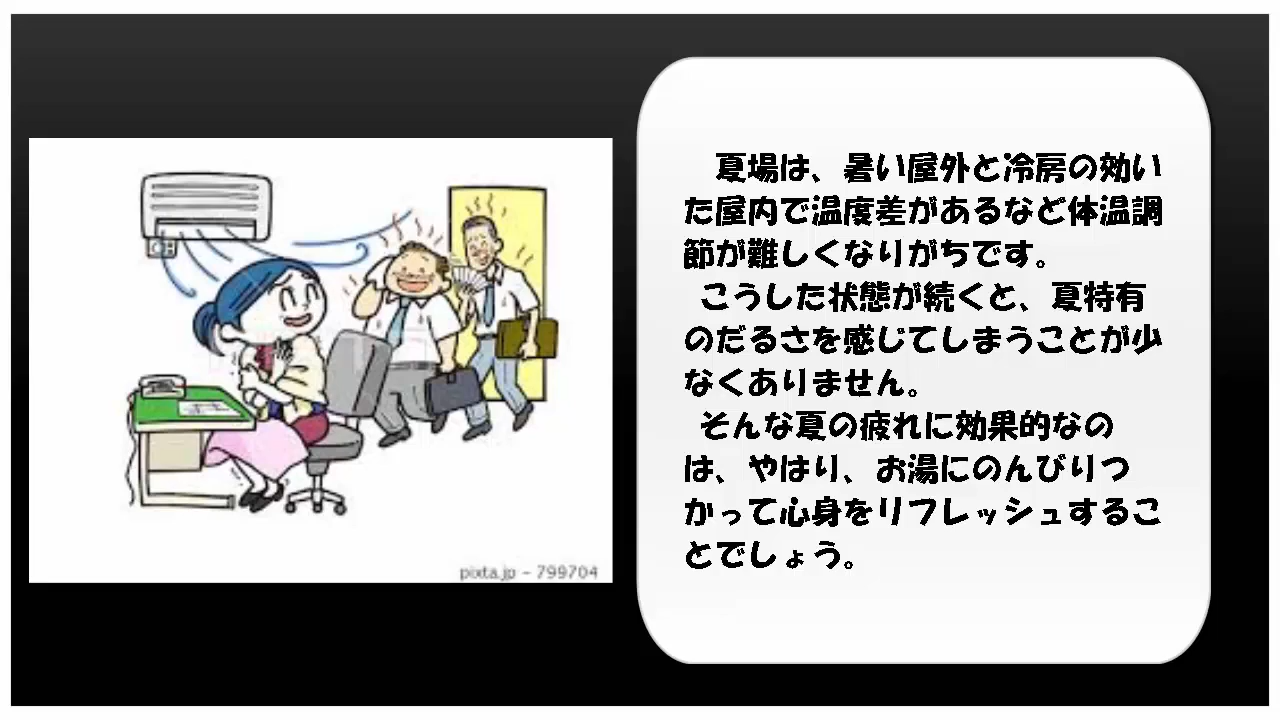 夏場は、暑い屋外と冷房の効い
た屋内で温度差があるなど体温調
節が難しくなりがちです。
こうした状態が続くと、夏特有
のだるさを感じてしまうことが少
なくありません。
そんな夏の疲れに効果的なの
は、やはり、お湯にのんびりつ
かって心身をリフレッシュするこ
とでしょう。
pixta.jp - 799704